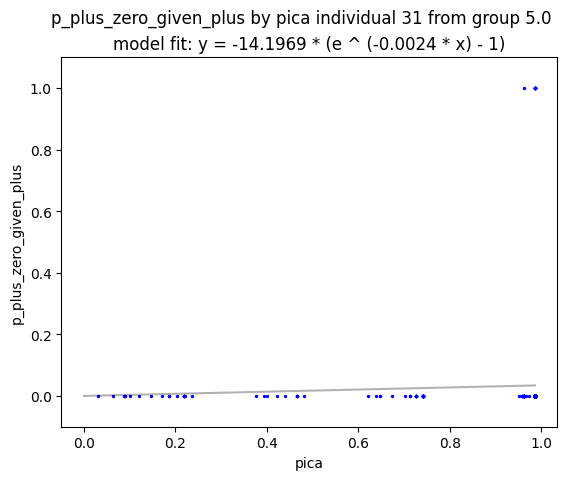 p_plus_zero_given_plus by pica individual 31 from group 5.0
model fit: y = -14.1969 * (e ^ (-0.0024 * x) - 1)
p_plus_zero_given_plus
1.0
0.8
0.6
0.4
0.2
0.0
0.0 0.2 0.4 0.6 0.8 1.0
pica